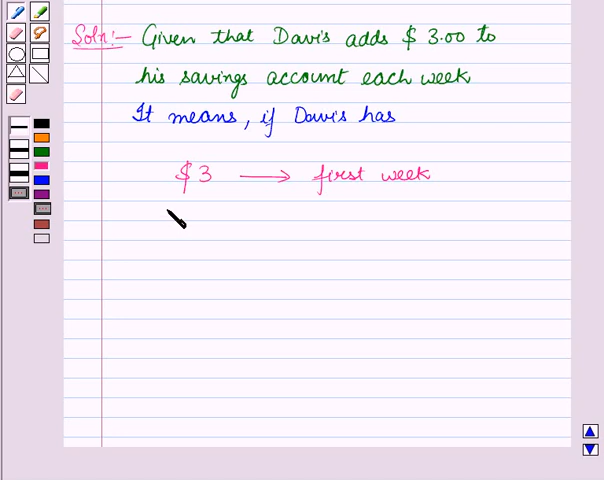 Soln:- Given that Davis adds $ 3.00 to
his savings account each week
It means, if Davis has
$3 ⟶ first week